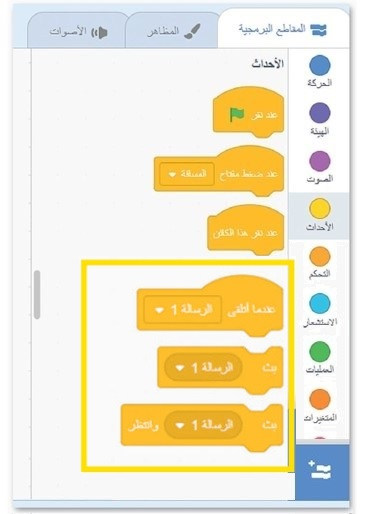 المقاطع البرمجية
المظاهر
الأصوات
الأحداث
عند نقر
عند ضغط مفتاح المسافة
عند نقر هذا الكائن
عندما أتلقى الرسالة 1
بث الرسالة 1
بث الرسالة 1 وانتظر
الحركة
الهيئة
الصوت
الأحداث
التحكم
الاستشعار
العمليات
المتغيرات